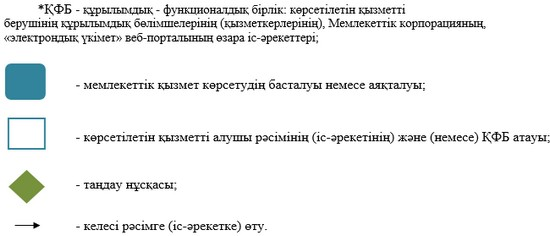 *ҚФБ - құрылымдық - функционалдық бірлік: көрсетілетін қызметті
берушінің құрылымдық бөлімшелерінің (қызметкерлерінің), Мемлекеттік корпорацияның,
«электрондық үкімет» веб-порталының өзара іс-әрекеттері;
- мемлекеттік қызмет көрсетудің басталуы немесе аяқталуы;
- көрсетілетін қызметті алушы рәсімінің (іс-әрекетінің) және (немесе) ҚФБ атауы;
- таңдау нұсқасы;
- келесі рәсімге (іс-әрекетке) өту.